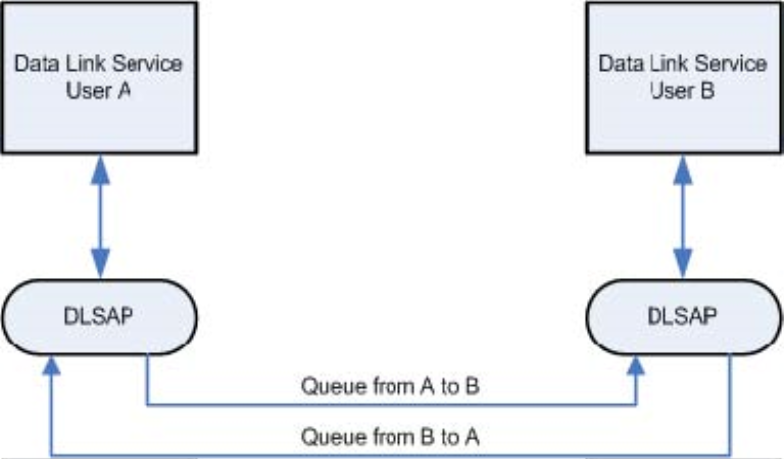 Data Link Service
User A
Data Link Service
User B
DLSAP
DLSAP
Queue from A to B
Queue from B to A